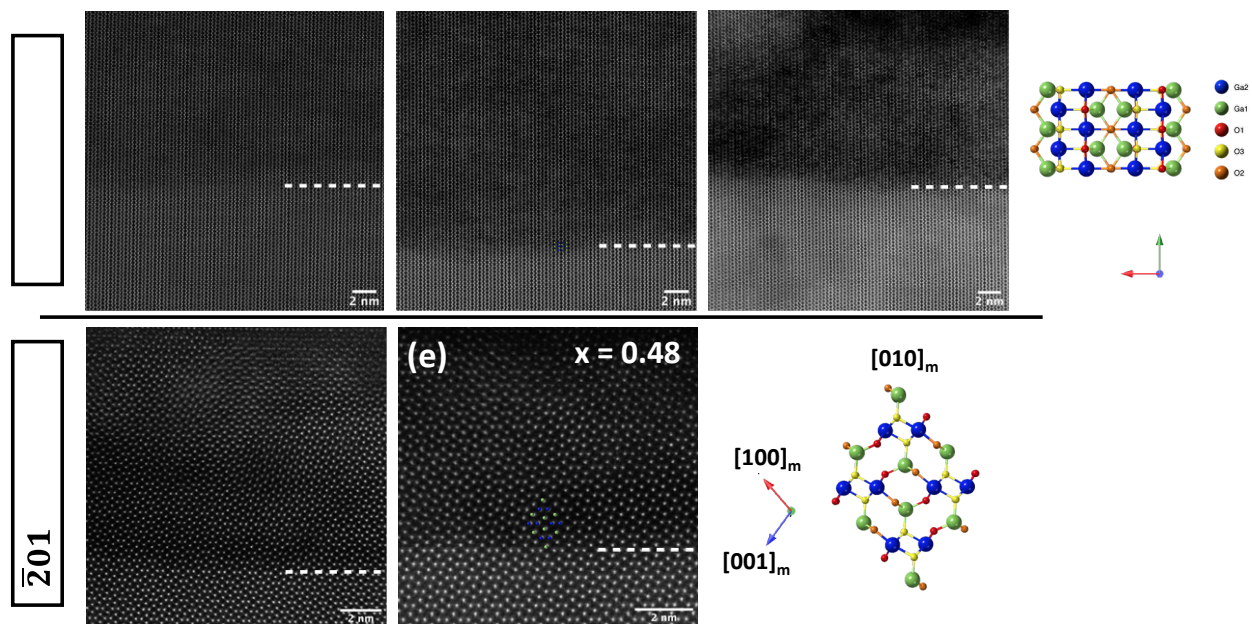 2 nm
2 nm
2 nm
Ga2
Ga1
O1
O3
O2
2̄01
2 nm
(e)
x = 0.48
2 nm
[010]m
[100]m
[001]m